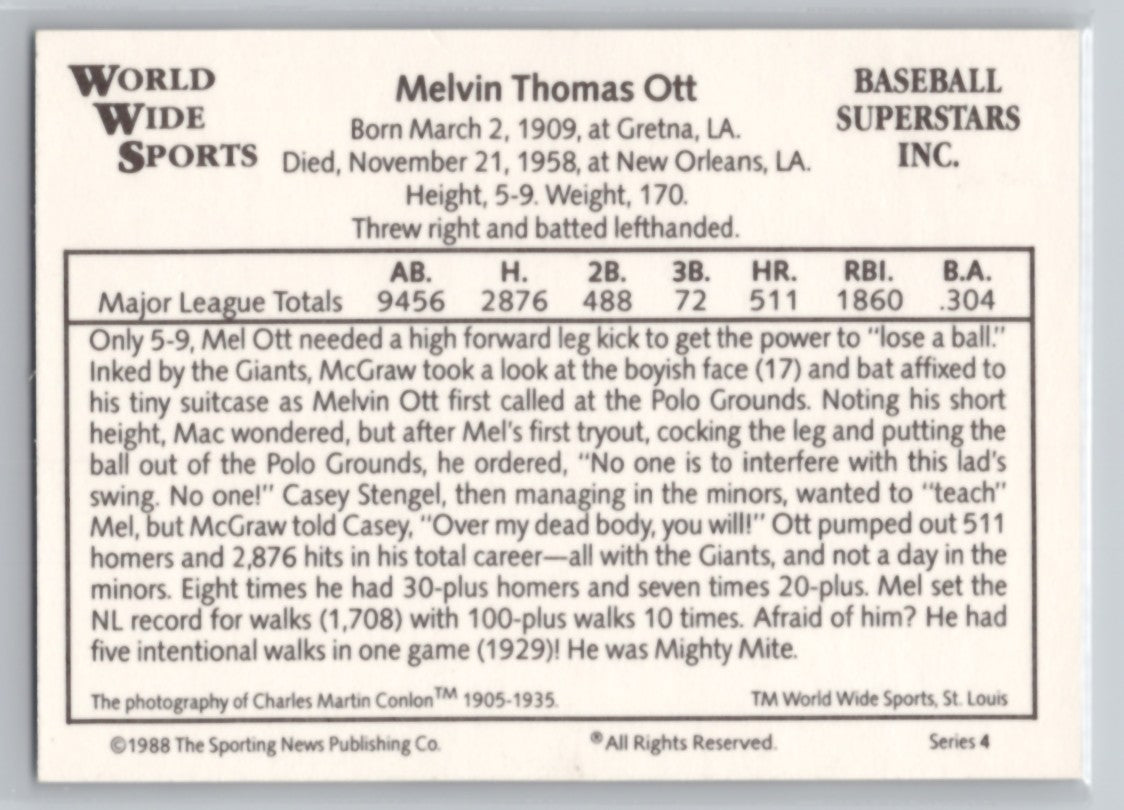 WORLD
WIDE
SPORTS
Melvin Thomas Ott
Born March 2, 1909, at Gretna, LA.
Died, November 21, 1958, at New Orleans, LA.
Height, 5-9. Weight, 170.
Threw right and batted lefthanded.
BASEBALL
SUPERSTARS
INC.
AB. H. 2B. 3B. HR. RBI. B.A.
Major League Totals 9456 2876 488 72 511 1860 .304
Only 5-9, Mel Ott needed a high forward leg kick to get the power to "lose a ball."
Inked by the Giants, McGraw took a look at the boyish face (17) and bat affixed to
his tiny suitcase as Melvin Ott first called at the Polo Grounds. Noting his short
height, Mac wondered, but after Mel's first tryout, cocking the leg and putting the
ball out of the Polo Grounds, he ordered, "No one is to interfere with this lad's
swing. No one!" Casey Stengel, then managing in the minors, wanted to "teach"
Mel, but McGraw told Casey, "Over my dead body, you will!" Ott pumped out 511
homers and 2,876 hits in his total career—all with the Giants, and not a day in the
minors. Eight times he had 30-plus homers and seven times 20-plus. Mel set the
NL record for walks (1,708) with 100-plus walks 10 times. Afraid of him? He had
five intentional walks in one game (1929)! He was Mighty Mite.
The photography of Charles Martin Conlon™ 1905-1935. TM World Wide Sports, St. Louis
©1988 The Sporting News Publishing Co. ®All Rights Reserved. Series 4